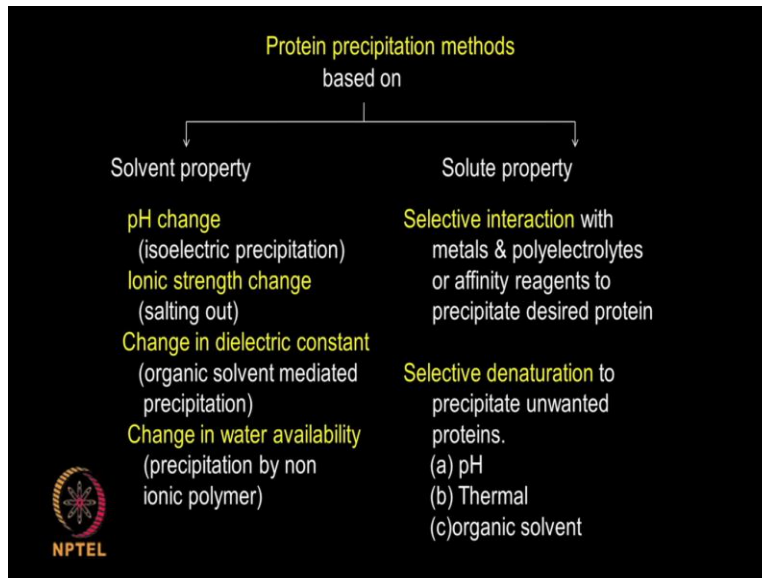 Protein precipitation methods
based on
Solvent property
pH change
(isoelectric precipitation)
Ionic strength change
(salting out)
Change in dielectric constant
(organic solvent mediated
precipitation)
Change in water availability
(precipitation by non
ionic polymer)
Solute property
Selective interaction with
metals & polyelectrolytes
or affinity reagents to
precipitate desired protein
Selective denaturation to
precipitate unwanted
proteins.
(a) pH
(b) Thermal
(c)organic solvent
NPTEL